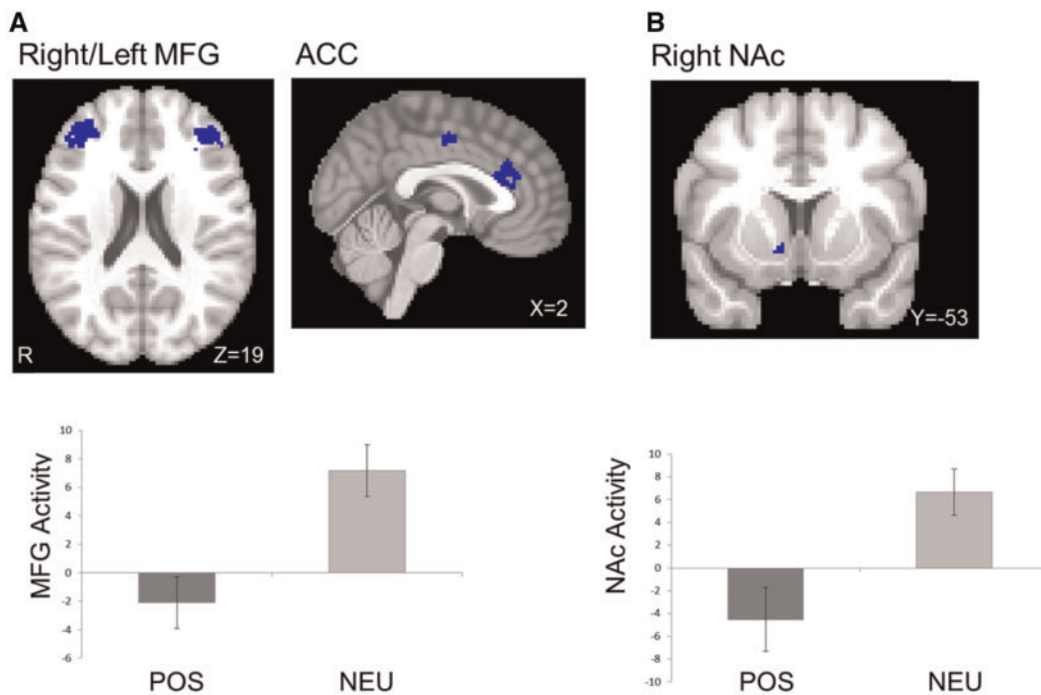 A
B
Right/Left MFG
ACC
Right NAc
R
Z=19
X=2
Y=-53
MFG Activity
10
8
6
4
2
0
-2
-4
-6
POS
NEU
NAc Activity
10
8
6
4
2
0
-2
-4
-6
-8
-10
POS
NEU